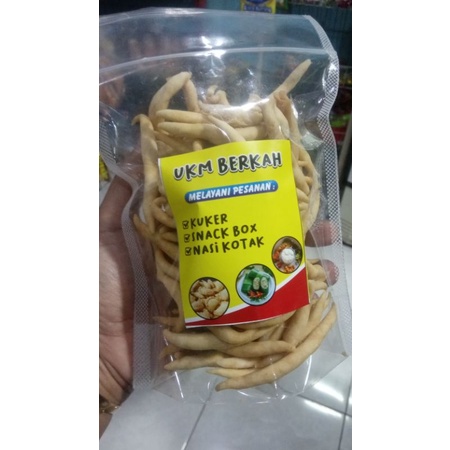 UKM BERKAH
MELAYANI PESANAN :
KUKER
SNACK BOX
NASI KOTAK